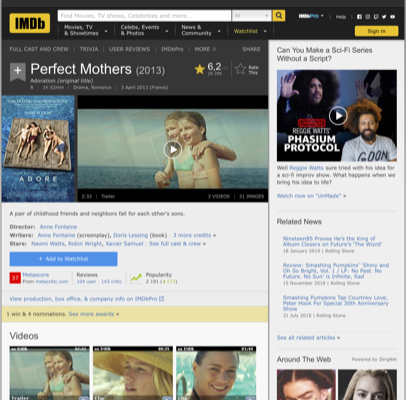 IMDb
Find Movies, TV shows, Celebrities and more...
All
IMDbPro
Help
Movies, TV
& Showtimes
Celebs, Events
& Photos
News &
Community
Watchlist
Sign in
FULL CAST AND CREW | TRIVIA | USER REVIEWS | IMDbPro | MORE
SHARE
Perfect Mothers (2013)
Adoration (original title)
R | 1h 52min | Drama, Romance | 3 April 2013 (France)
6,2
Rate
This
ADORE
2:32 | Trailer
3 VIDEOS | 51 IMAGES
A pair of childhood friends and neighbors fall for each other's sons.
Director: Anne Fontaine
Writers: Anne Fontaine (screenplay), Doris Lessing (book) | 3 more credits »
Stars: Naomi Watts, Robin Wright, Xavier Samuel | See full cast & crew »
+ Add to Watchlist
37
Metascore
From metacritic.com
Reviews
104 user | 143 critic
Popularity
2 191
View production, box office, & company info on IMDbPro
1 win & 4 nominations. See more awards »
Videos
Trailer
Clip
Clip
Can You Make a Sci-Fi Series
Without a Script?
REGGIE WATTS'
PHASIUM
PROTOCOL
Well Reggie Watts sure tried with his idea for
a sci-fi improv show. What happens when we
bring his idea to life?
Watch now on "UnMade" »
Related News
Nineteen85 Proves He's the King of
Album Closers on Future's 'The Wizrd'
18 January 2019 | Rolling Stone
Review: Smashing Pumpkins' 'Shiny and
Oh So Bright, Vol. 1 / LP: No Past. No
Future. No Sun' is Infinite, Sad
15 November 2018 | Rolling Stone
Smashing Pumpkins Tap Courtney Love,
Peter Hook For Special 30th Anniversary
Show
31 July 2018 | Rolling Stone
See all related articles »
Around The Web
Powered by ZergNet